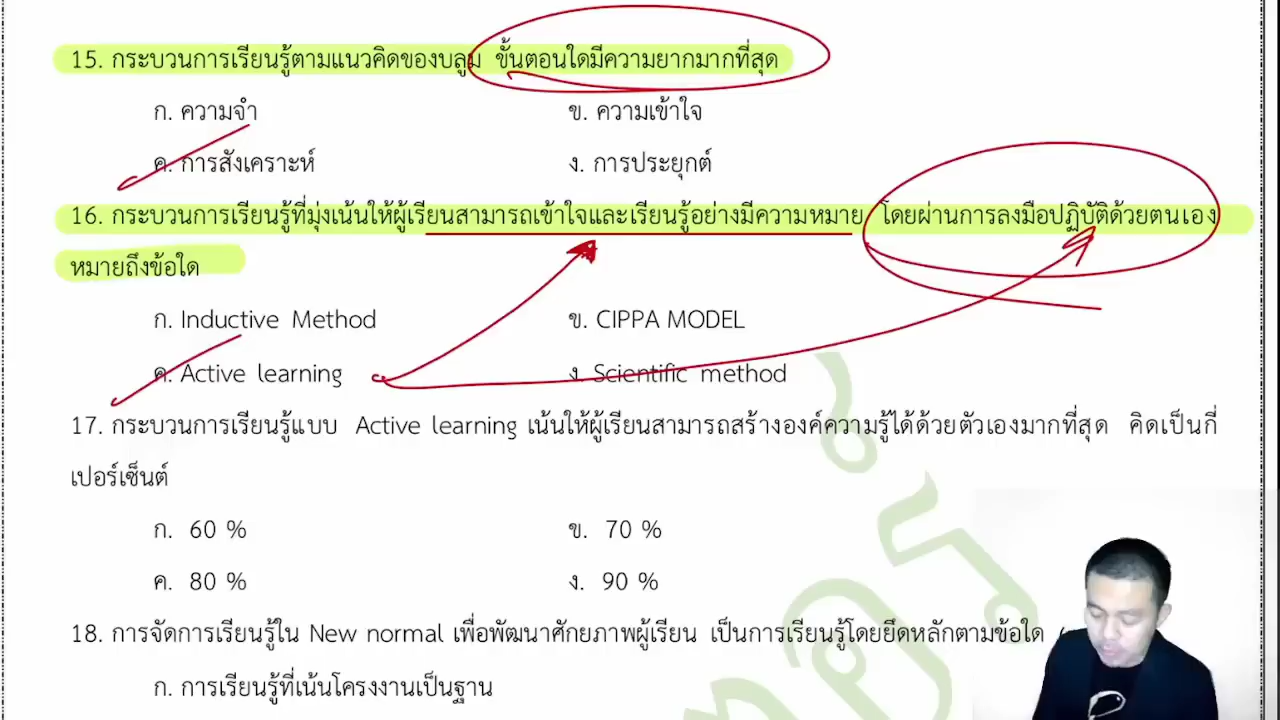 15. กระบวนการเรียนรู้ตามแนวคิดของบลูม ขั้นตอนใดมีความยากมากที่สุด
ก. ความจำ ข. ความเข้าใจ
ค. การสังเคราะห์ ง. การประยุกต์
16. กระบวนการเรียนรู้ที่มุ่งเน้นให้ผู้เรียนสามารถเข้าใจและเรียนรู้อย่างมีความหมาย โดยผ่านการลงมือปฏิบัติด้วยตนเอง
หมายถึงข้อใด
ก. Inductive Method ข. CIPPA MODEL
ค. Active learning ง. Scientific method
17. กระบวนการเรียนรู้แบบ Active learning เน้นให้ผู้เรียนสามารถสร้างองค์ความรู้ได้ด้วยตัวเองมากที่สุด คิดเป็นกี่
เปอร์เซ็นต์
ก. 60 % ข. 70 %
ค. 80 % ง. 90 %
18. การจัดการเรียนรู้ใน New normal เพื่อพัฒนาศักยภาพผู้เรียน เป็นการเรียนรู้โดยยึดหลักตามข้อใด
ก. การเรียนรู้ที่เน้นโครงงานเป็นฐาน